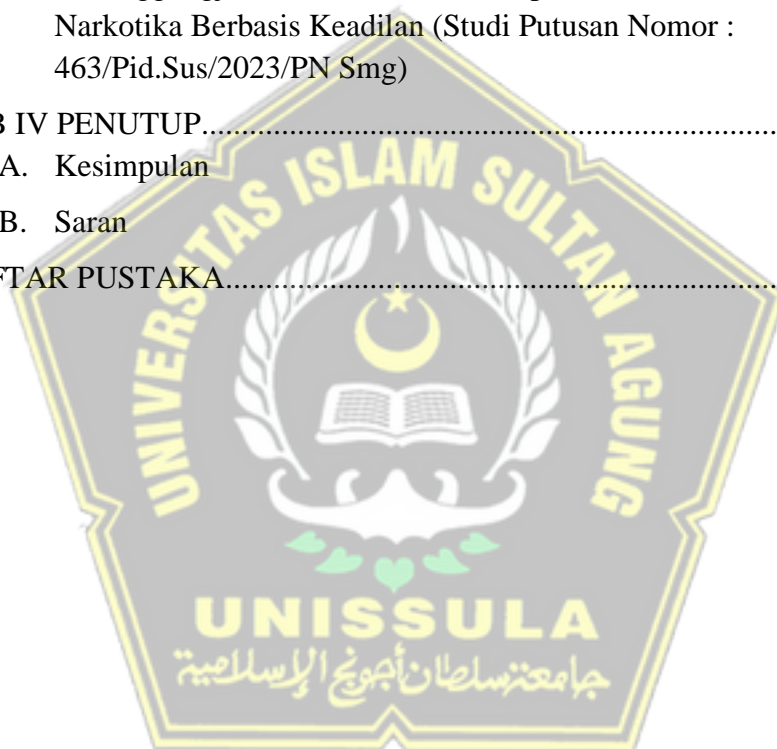 Narkotika Berbasis Keadilan (Studi Putusan Nomor :
463/Pid.Sus/2023/PN Smg)
IV PENUTUP...............................................................................
A. Kesimpulan
B. Saran
TAR PUSTAKA............................................................................
UNIVERSITAS ISLAM SULTAN AGUNG
UNISSULA
جامعة سلطان أجونج الإسلامية